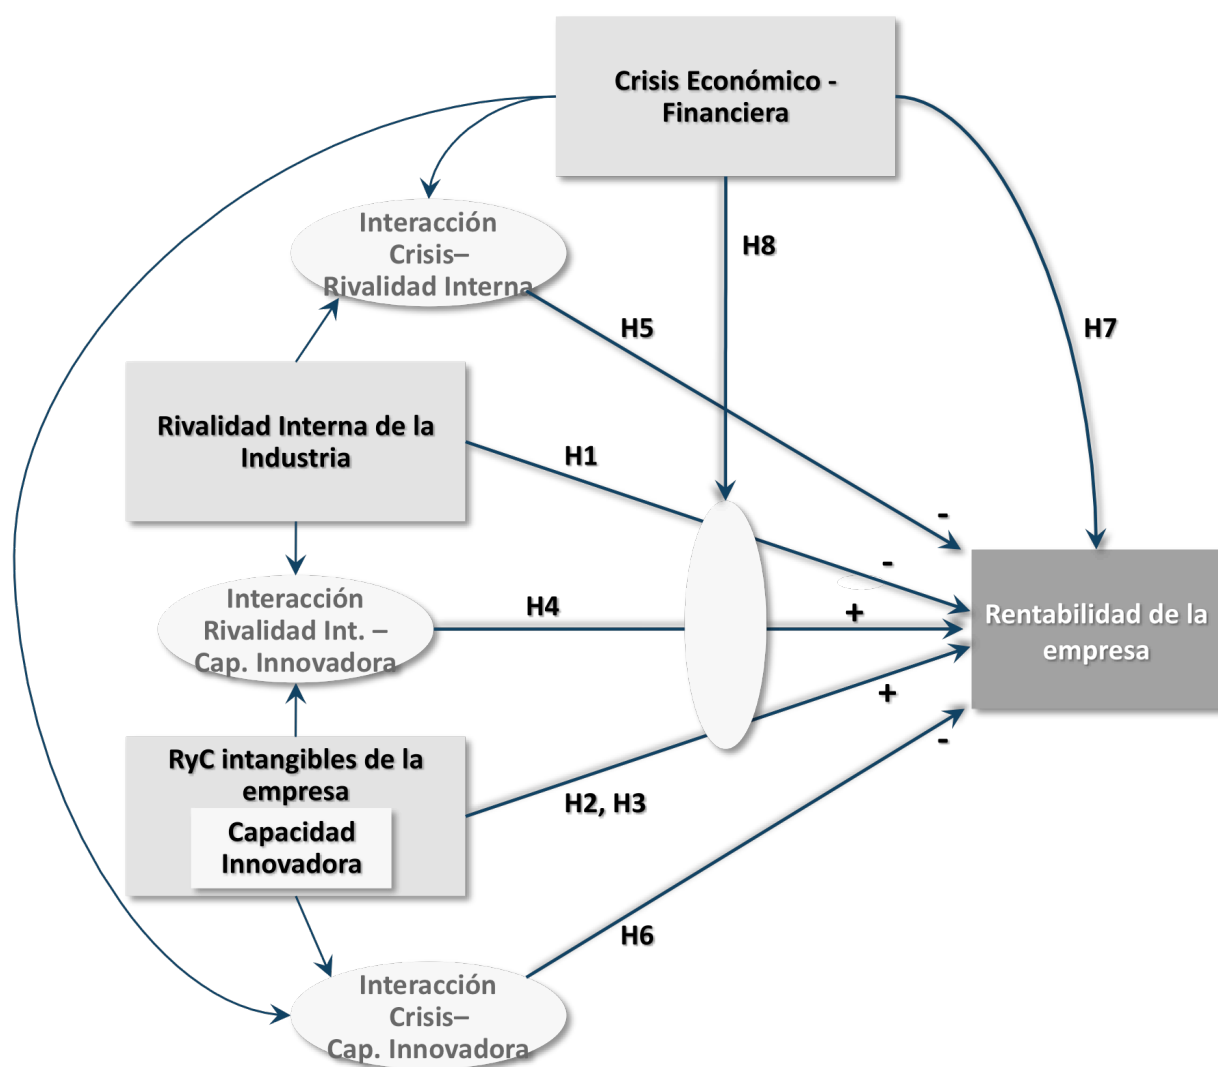 Crisis Económico -
Financiera
Interacción
Crisis–
Rivalidad Interna
H8
H5
H7
Rivalidad Interna de la
Industria
H1
-
-
Interacción
Rivalidad Int. –
Cap. Innovadora
H4
+
Rentabilidad de la
empresa
+
-
RyC intangibles de la
empresa
Capacidad
Innovadora
H2, H3
H6
Interacción
Crisis–
Cap. Innovadora